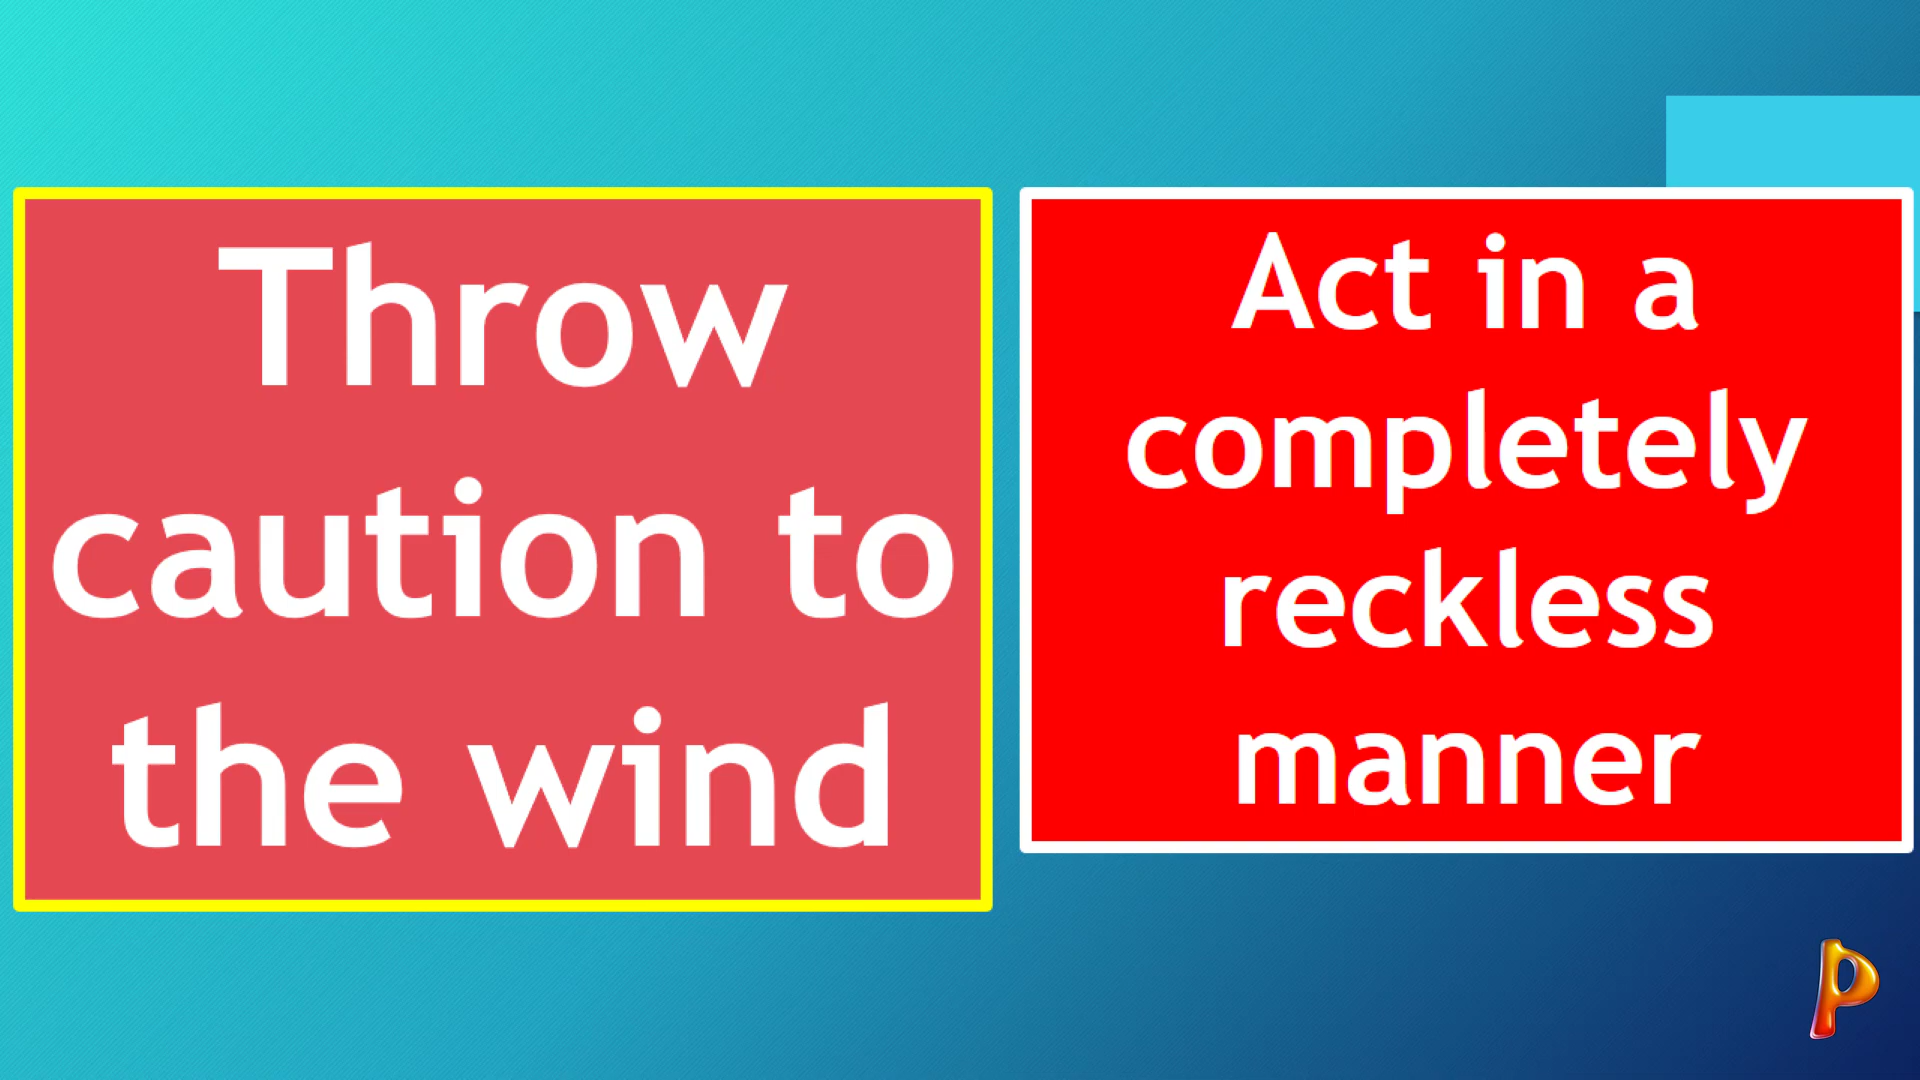 Throw
caution to
the wind
Act in a
completely
reckless
manner
P